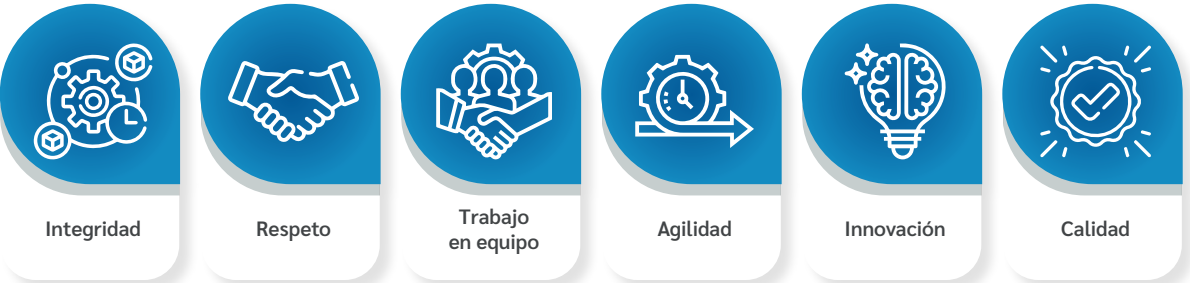 Integridad
Respeto
Trabajo
en equipo
Agilidad
Innovación
Calidad